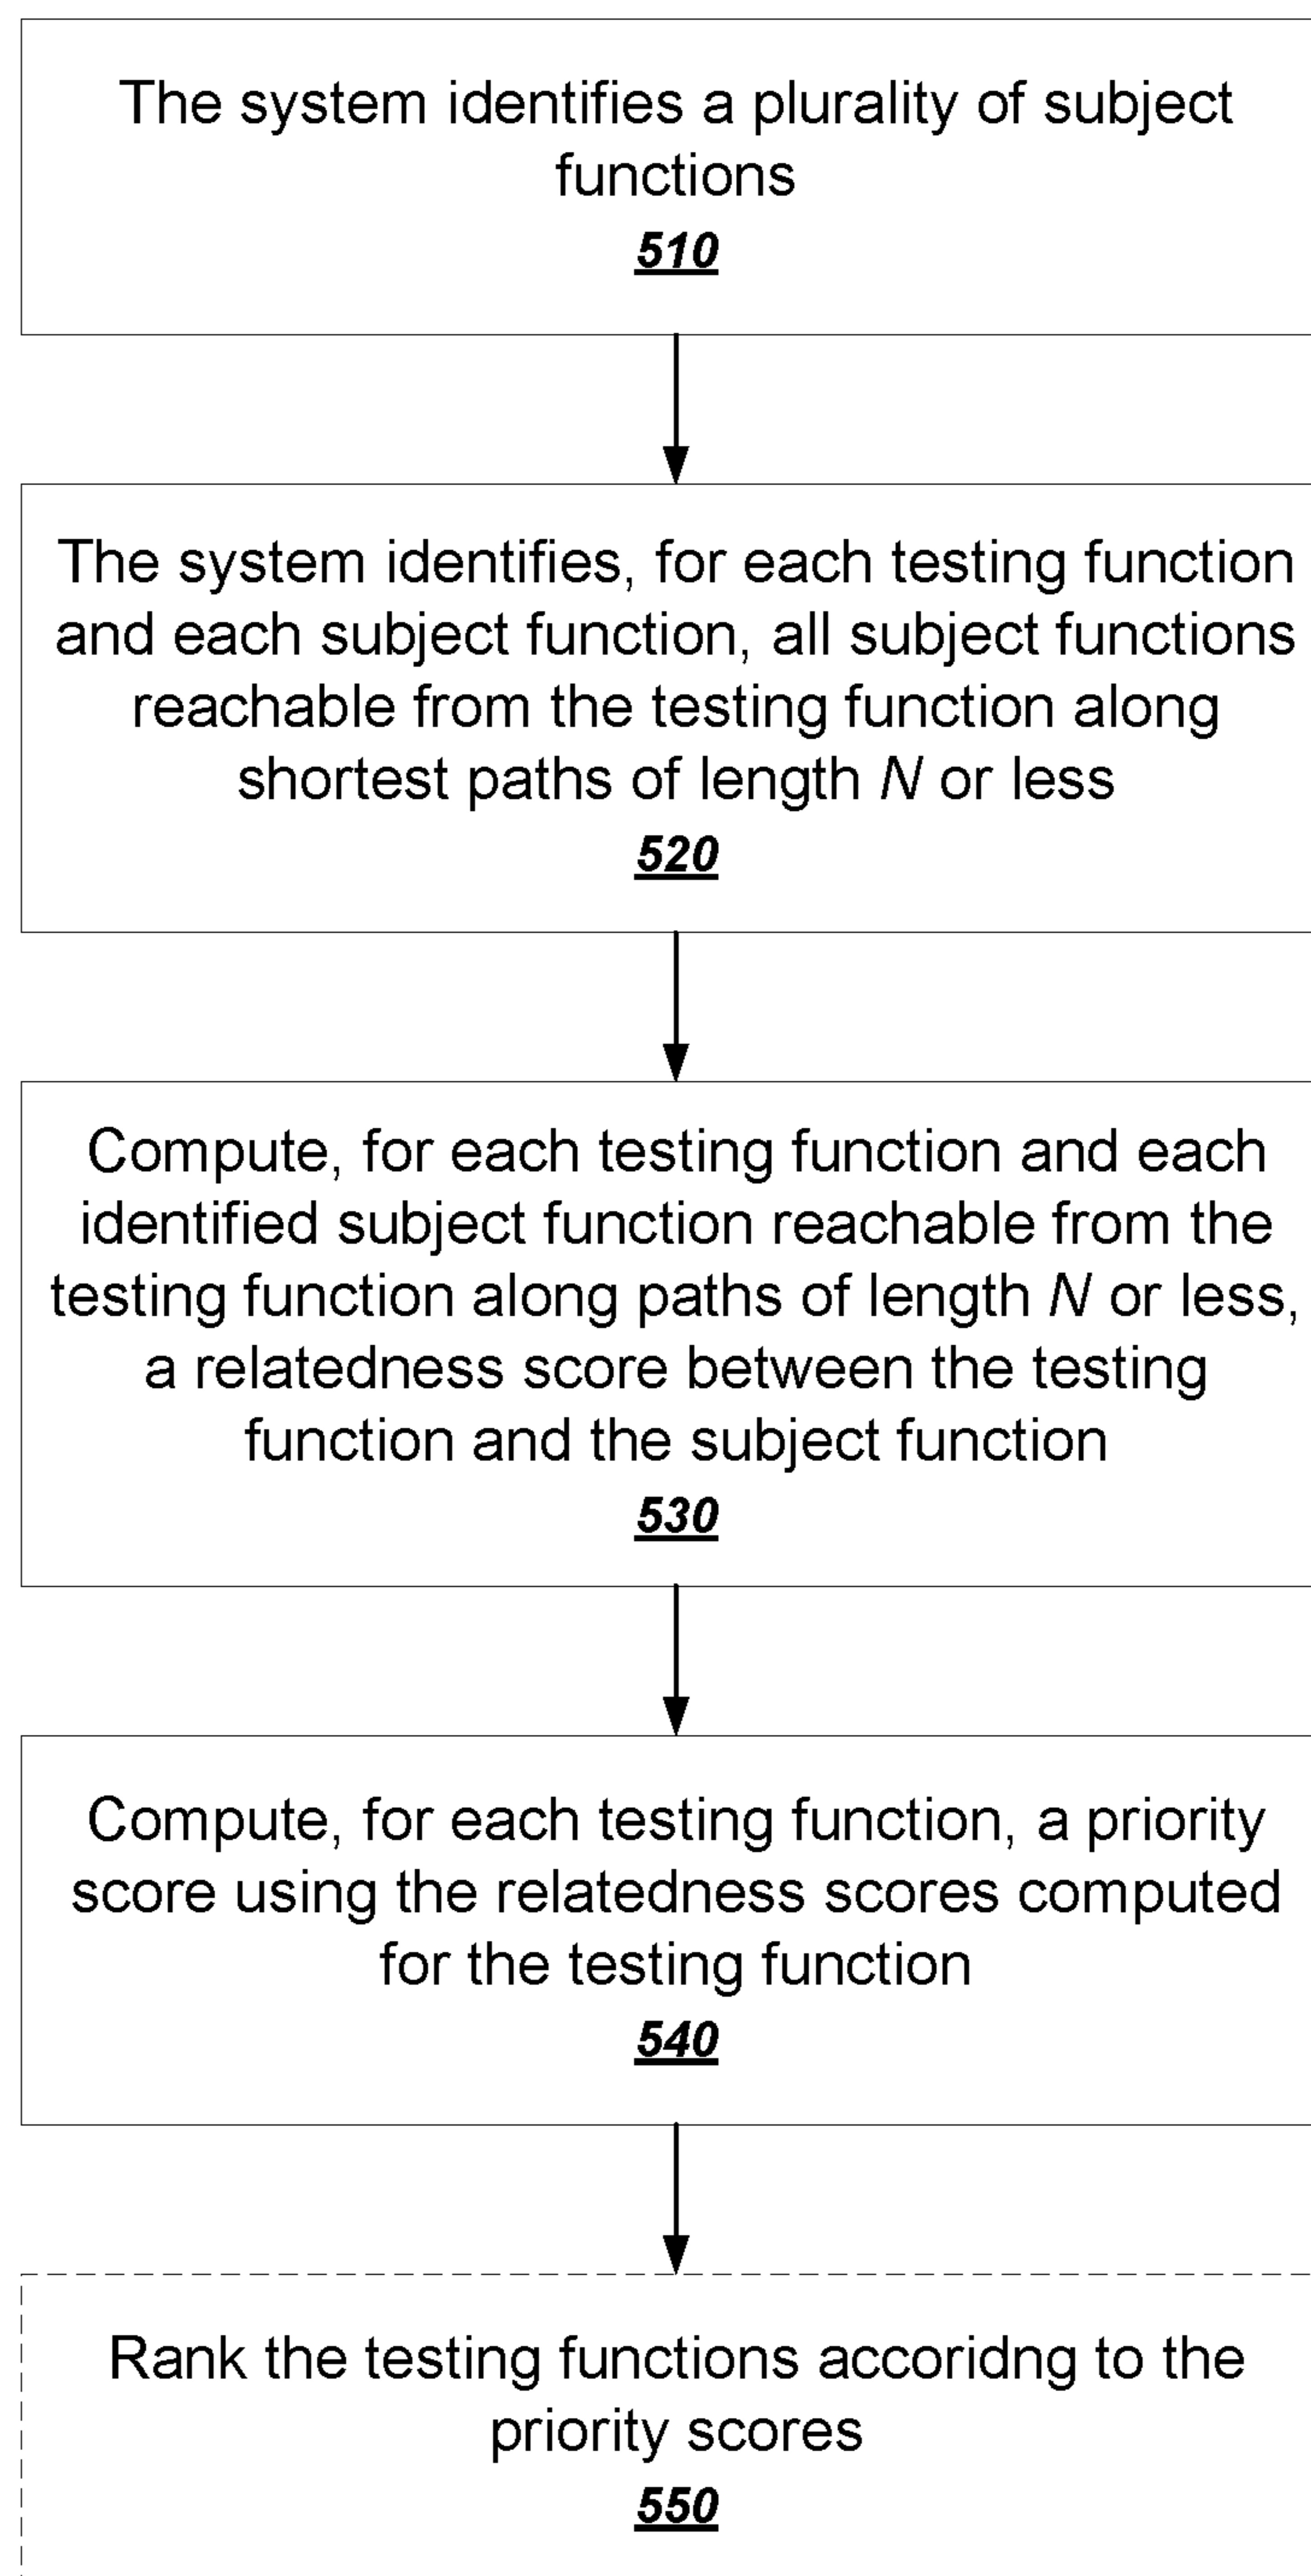 The system identifies a plurality of subject
functions
510
The system identifies, for each testing function
and each subject function, all subject functions
reachable from the testing function along
shortest paths of length N or less
520
Compute, for each testing function and each
identified subject function reachable from the
testing function along paths of length N or less,
a relatedness score between the testing
function and the subject function
530
Compute, for each testing function, a priority
score using the relatedness scores computed
for the testing function
540
Rank the testing functions accoridng to the
priority scores
550